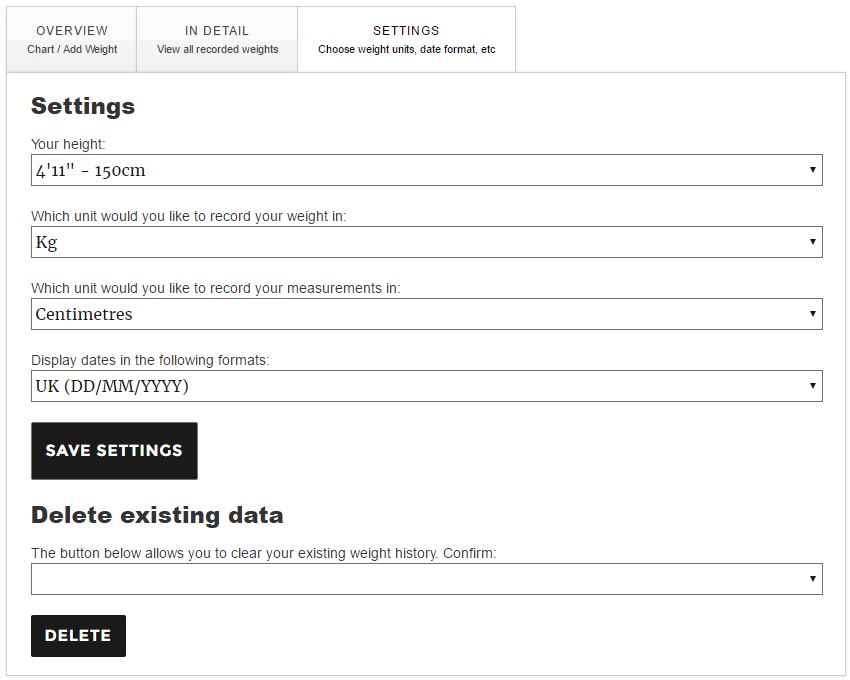 OVERVIEW
Chart / Add Weight
IN DETAIL
View all recorded weights
SETTINGS
Choose weight units, date format, etc
Settings
Your height:
4'11" - 150cm
Which unit would you like to record your weight in:
Kg
Which unit would you like to record your measurements in:
Centimetres
Display dates in the following formats:
UK (DD/MM/YYYY)
SAVE SETTINGS
Delete existing data
The button below allows you to clear your existing weight history. Confirm:
DELETE